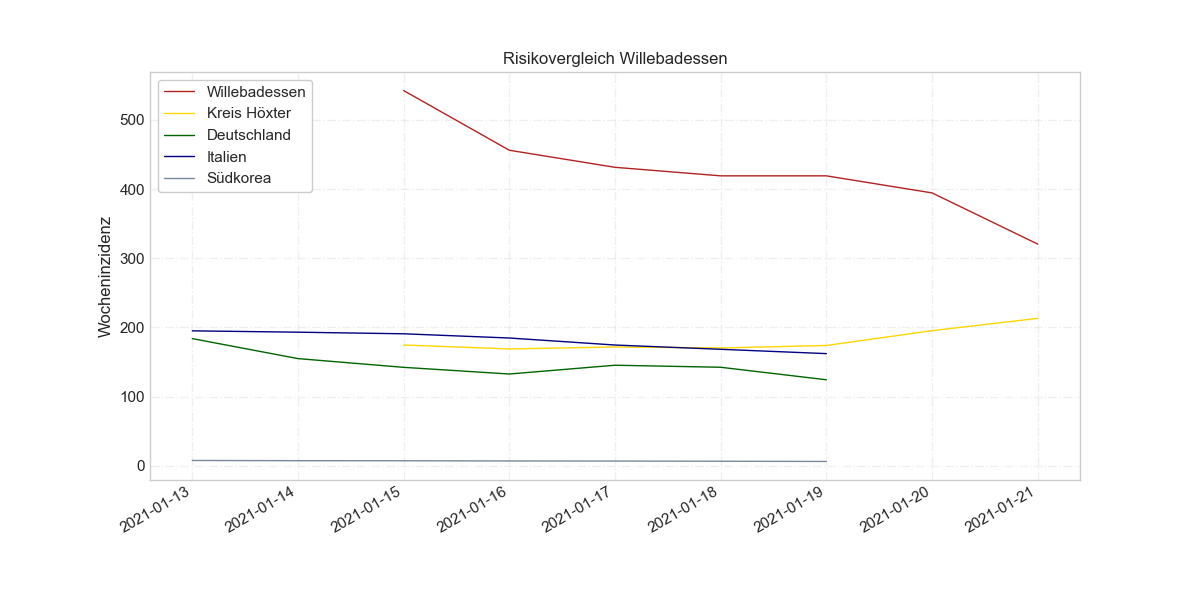 Risikovergleich Willebadessen
Willebadessen
Kreis Höxter
Deutschland
Italien
Südkorea
Wocheninzidenz
500
400
300
200
100
0
2021-01-13
2021-01-14
2021-01-15
2021-01-16
2021-01-17
2021-01-18
2021-01-19
2021-01-20
2021-01-21